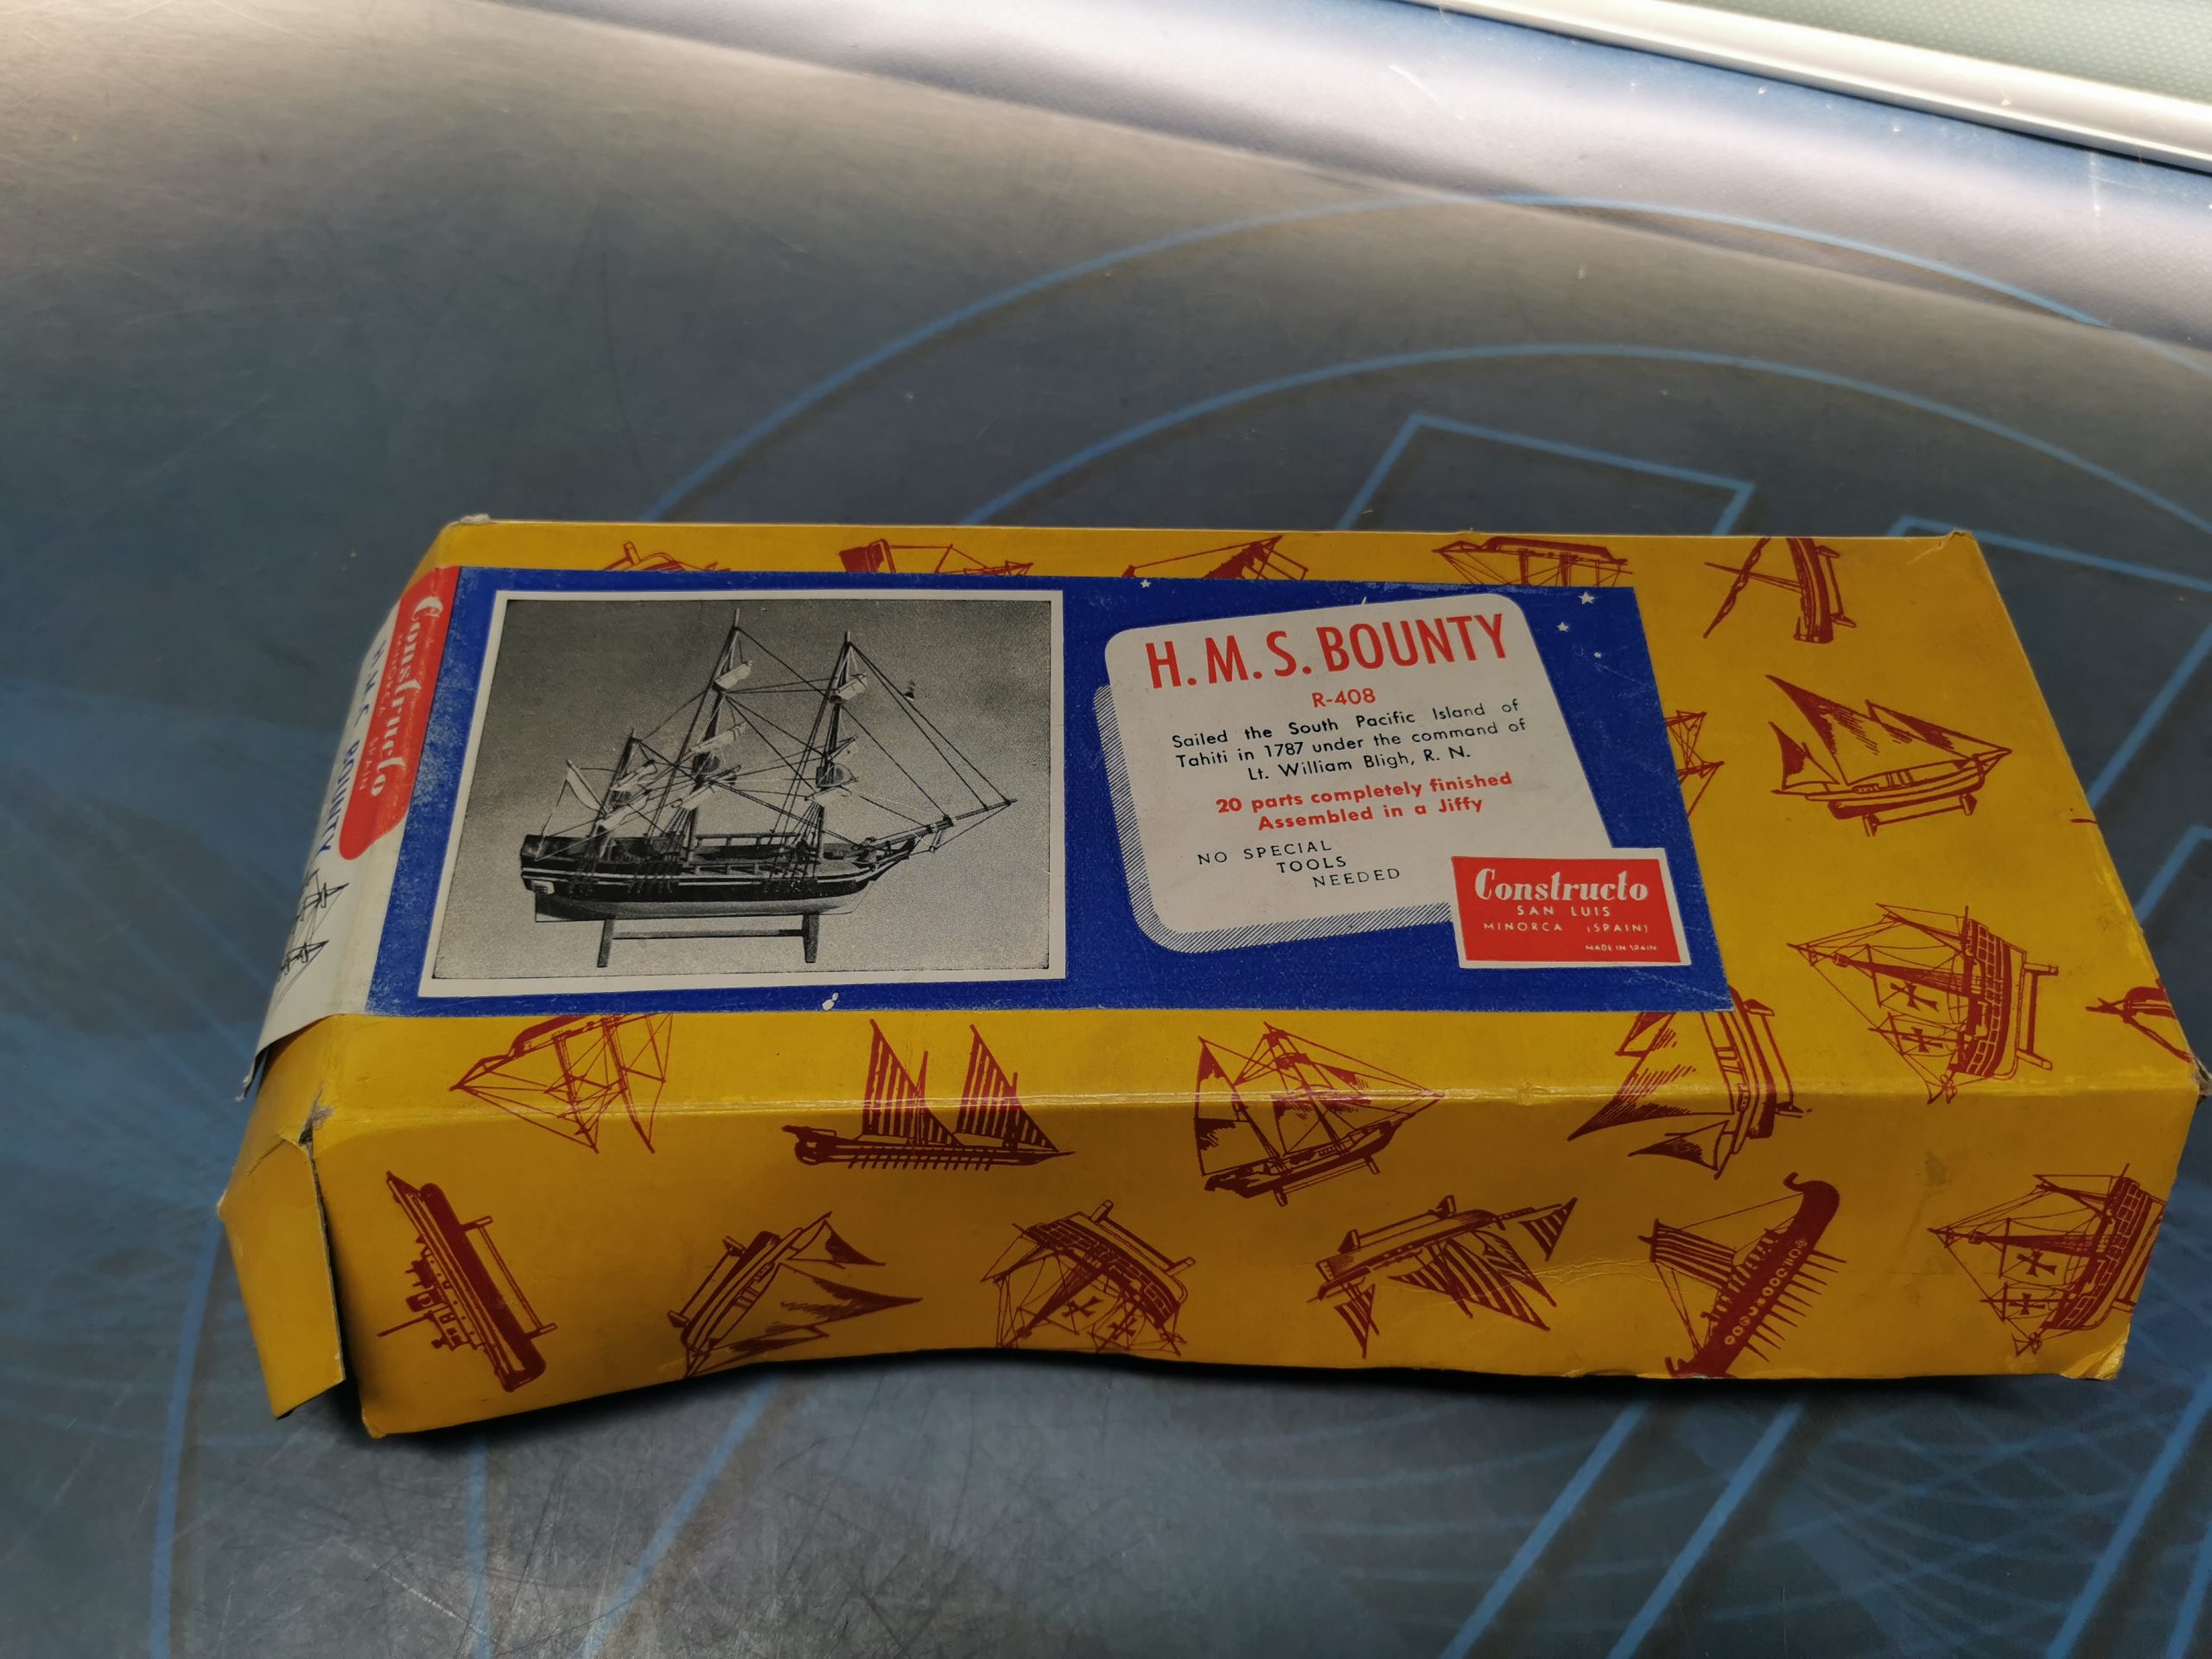 Constructo
MINORCA SPAIN
H.M.S. BOUNTY
H.M.S. BOUNTY
R-408
Sailed the South Pacific Island of
Tahiti in 1787 under the command of
Lt. William Bligh, R. N.
20 parts completely finished
Assembled in a Jiffy
NO SPECIAL
TOOLS
NEEDED
Constructo
SAN LUIS
MINORCA (SPAIN)
MADE IN SPAIN